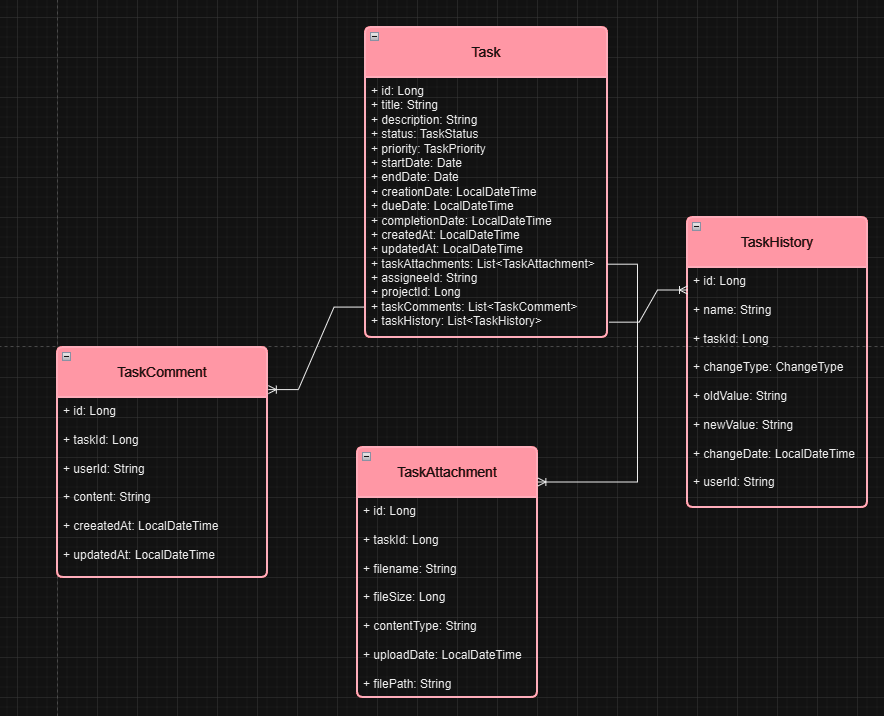 Task
+ id: Long
+ title: String
+ description: String
+ status: TaskStatus
+ priority: TaskPriority
+ startDate: Date
+ endDate: Date
+ creationDate: LocalDateTime
+ dueDate: LocalDateTime
+ completionDate: LocalDateTime
+ createdAt: LocalDateTime
+ updatedAt: LocalDateTime
+ taskAttachments: List<TaskAttachment>
+ assigneeId: String
+ projectId: Long
+ taskComments: List<TaskComment>
+ taskHistory: List<TaskHistory>
TaskHistory
+ id: Long
+ name: String
+ taskId: Long
+ changeType: ChangeType
+ oldValue: String
+ newValue: String
+ changeDate: LocalDateTime
+ userId: String
TaskComment
+ id: Long
+ taskId: Long
+ userId: String
+ content: String
+ creeatedAt: LocalDateTime
+ updatedAt: LocalDateTime
TaskAttachment
+ id: Long
+ taskId: Long
+ filename: String
+ fileSize: Long
+ contentType: String
+ uploadDate: LocalDateTime
+ filePath: String